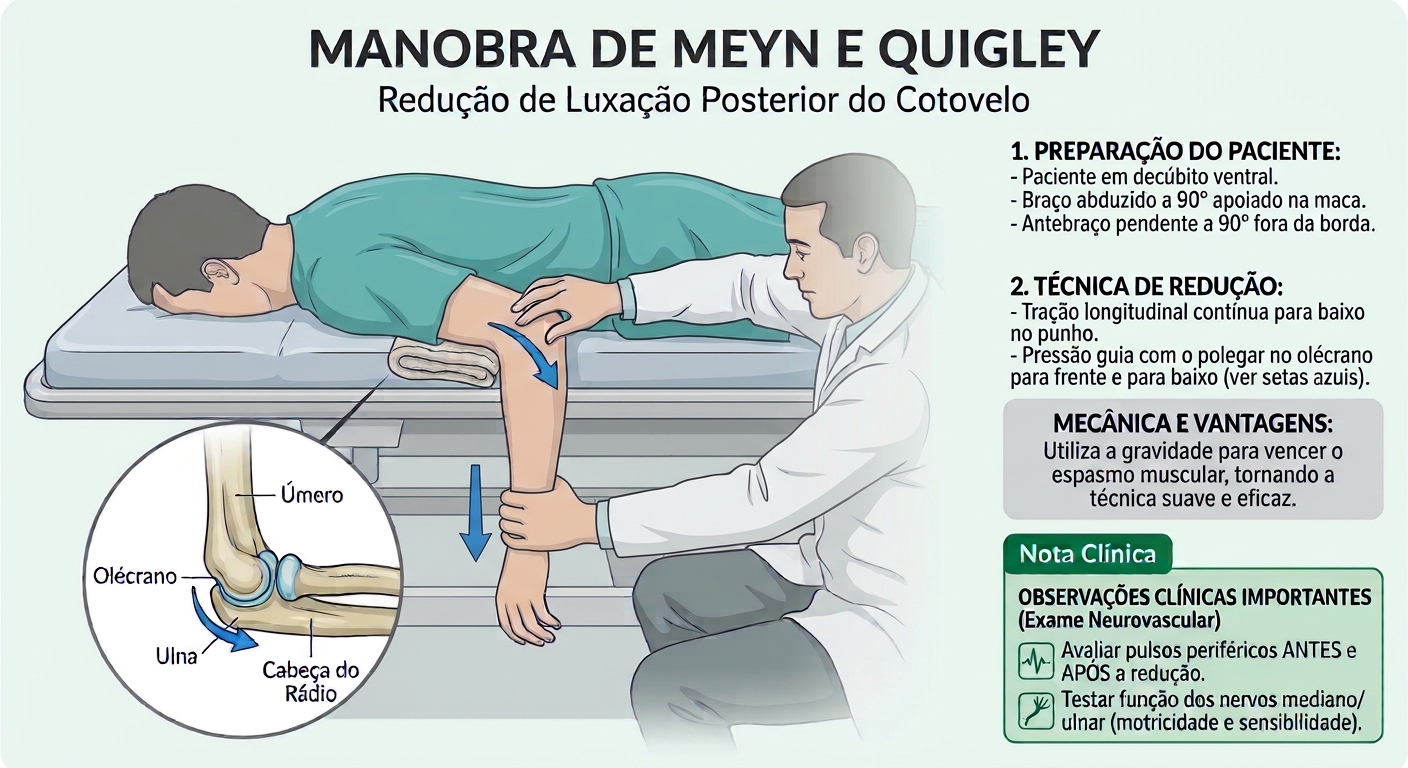 MANOBRA DE MEYN E QUIGLEY
Redução de Luxação Posterior do Cotovelo
1. PREPARAÇÃO DO PACIENTE:
- Paciente em decúbito ventral.
- Braço abduzido a 90° apoiado na maca.
- Antebraço pendente a 90° fora da borda.
2. TÉCNICA DE REDUÇÃO:
- Tração longitudinal contínua para baixo
no punho.
- Pressão guia com o polegar no olécrano
para frente e para baixo (ver setas azuis).
MECÂNICA E VANTAGENS:
Utiliza a gravidade para vencer o
espasmo muscular, tornando a
técnica suave e eficaz.
Nota Clínica
OBSERVAÇÕES CLÍNICAS IMPORTANTES
(Exame Neurovascular)
Avaliar pulsos periféricos ANTES e
APÓS a redução.
Testar função dos nervos mediano/
ulnar (motricidade e sensibilidade).
Úmero
Olécrano
Ulna
Cabeça do
Rádio